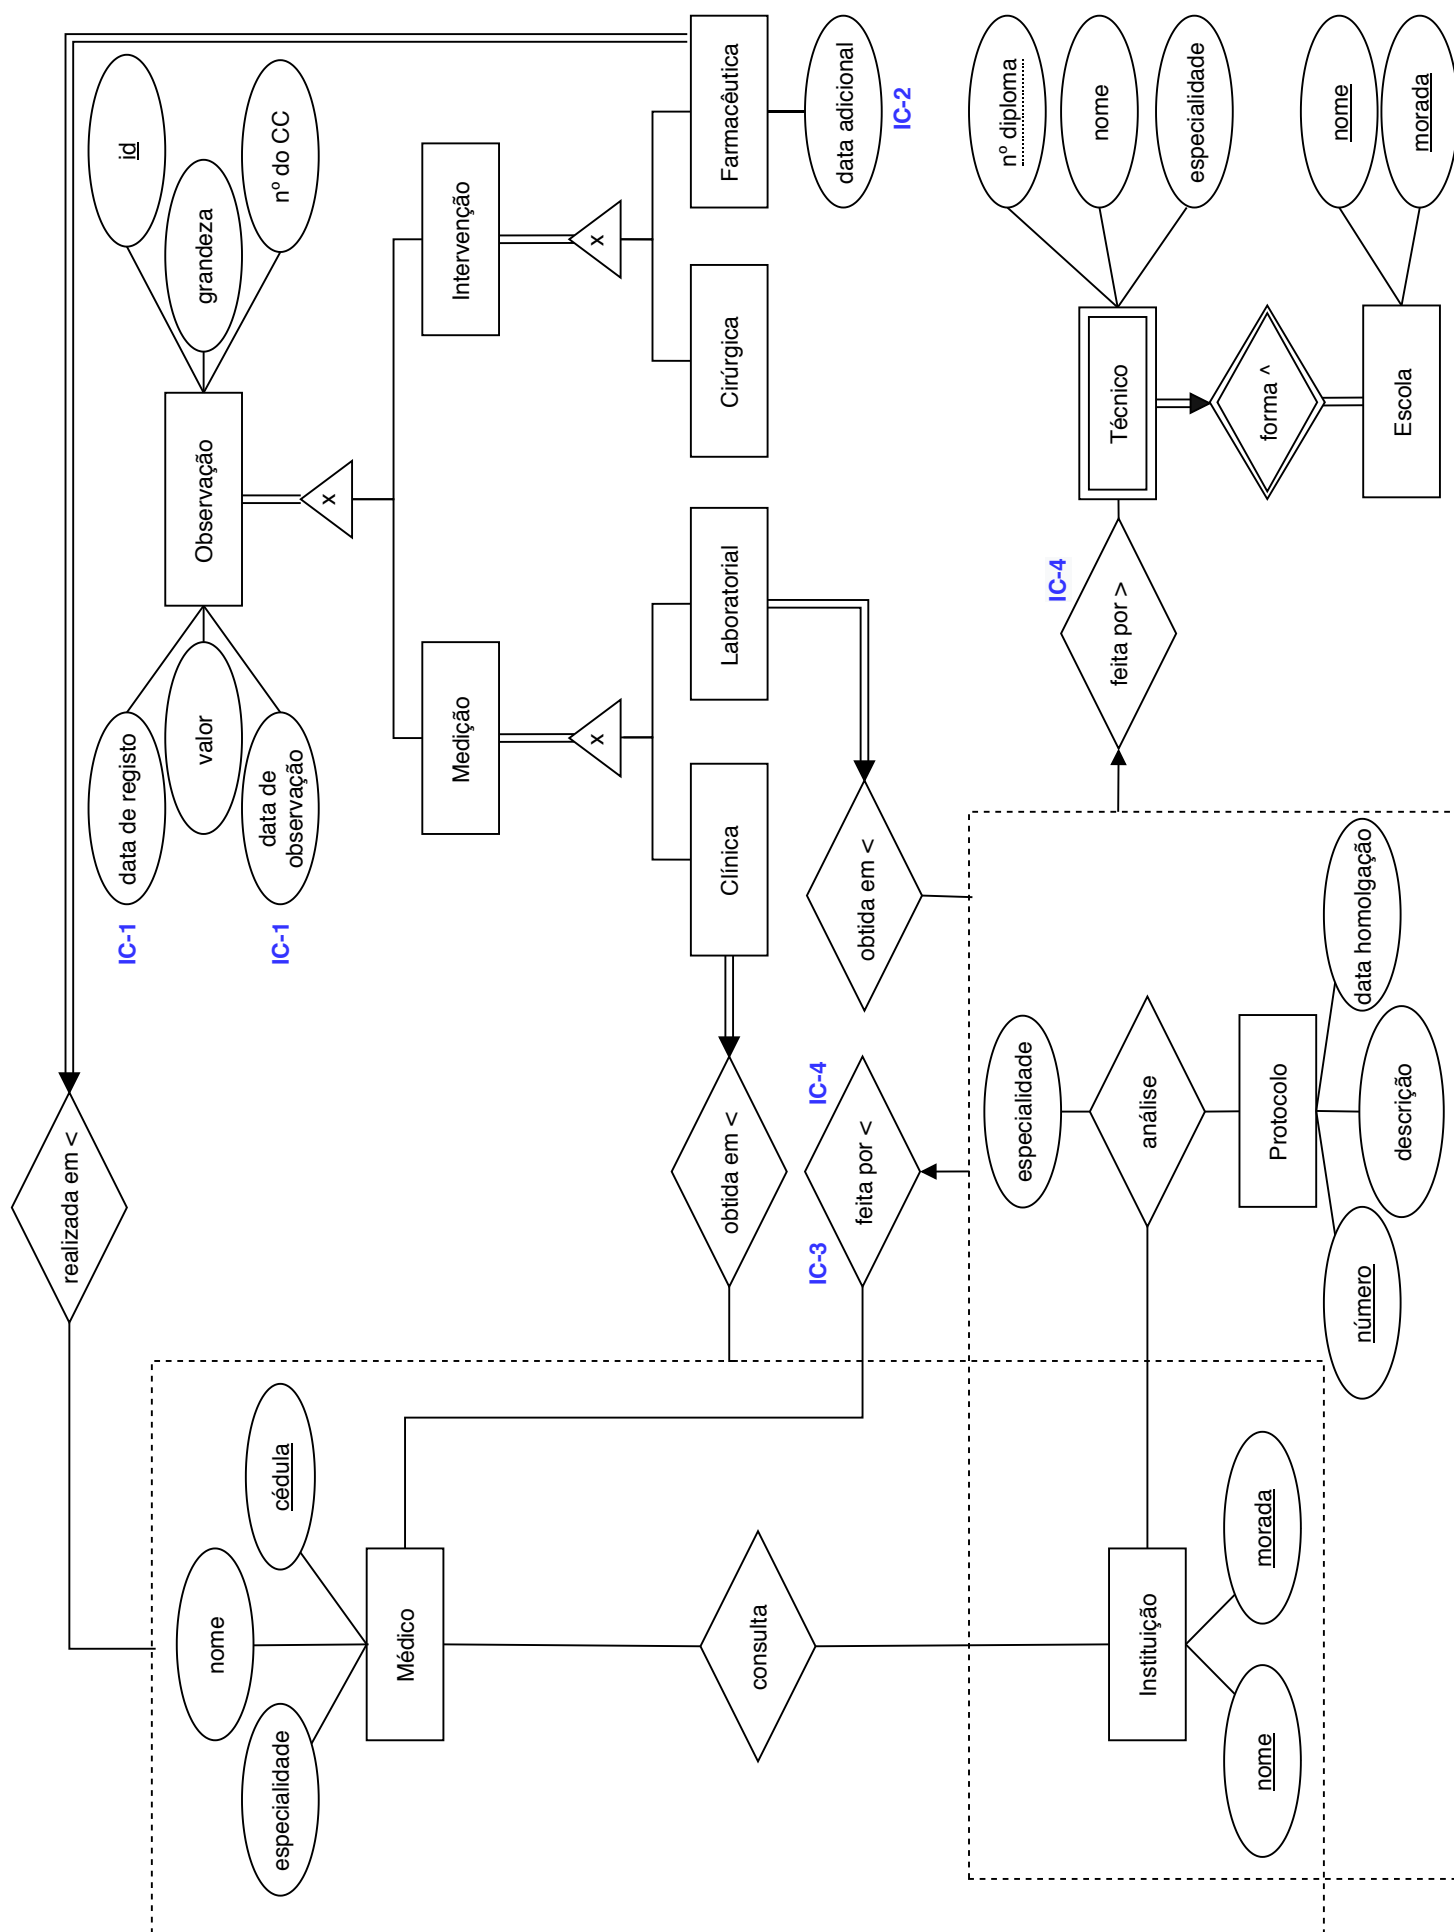 realizada em <
especialidade
nome
cédula
Médico
consulta
Instituição
nome
morada
IC-1
IC-1
data de registo
valor
data de
observação
Observação
id
grandeza
nº do CC
Medição
Intervenção
Clínica
Laboratorial
Cirúrgica
Farmacêutica
data adicional
IC-2
x
x
x
obtida em <
obtida em <
IC-3
feita por <
IC-4
especialidade
análise
Protocolo
número
descrição
data homolgação
IC-4
feita por >
Técnico
nº diploma
nome
especialidade
forma ^
Escola
nome
morada